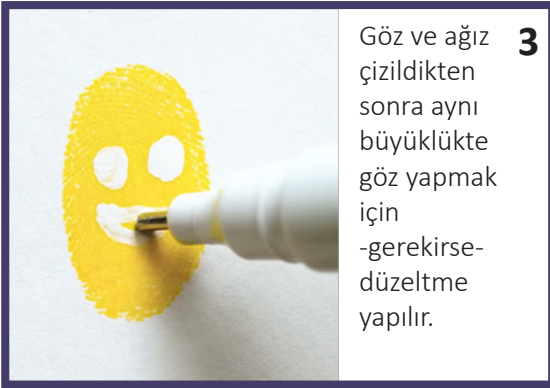 Göz ve ağız
3
çizildikten
sonra aynı
büyüklükte
göz yapmak
için
-gerekirse-
düzeltme
yapılır.